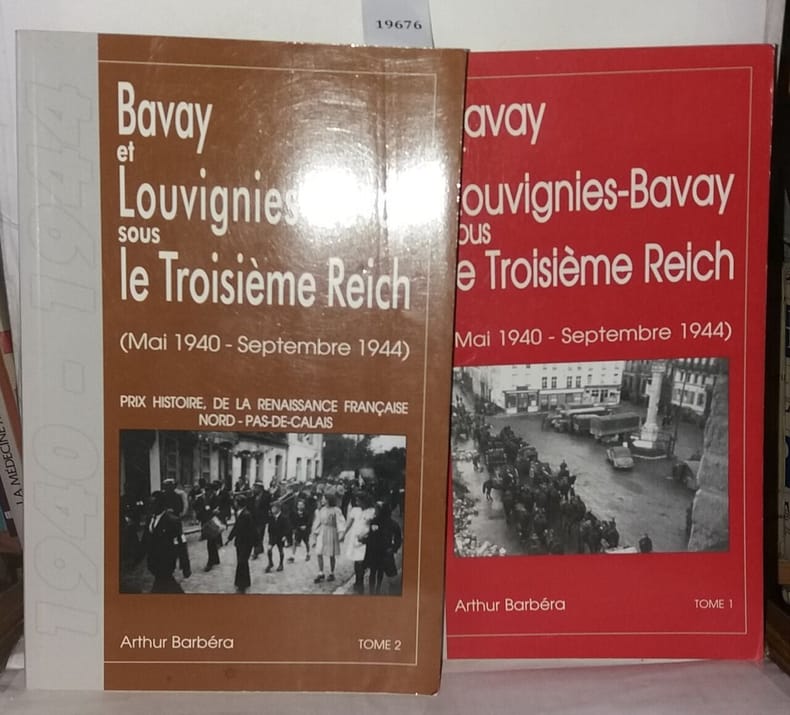 19676
1940 - 1944
Bavay
et
Louvignies
sous
le Troisième Reich
(Mai 1940 - Septembre 1944)
PRIX HISTOIRE, DE LA RENAISSANCE FRANÇAISE
NORD - PAS-DE-CALAIS
Arthur Barbéra
TOME 2
avay
ouvignies-Bavay
ous
e Troisième Reich
Mai 1940 - Septembre 1944)
Arthur Barbéra
TOME 1
LA MÉDECINE